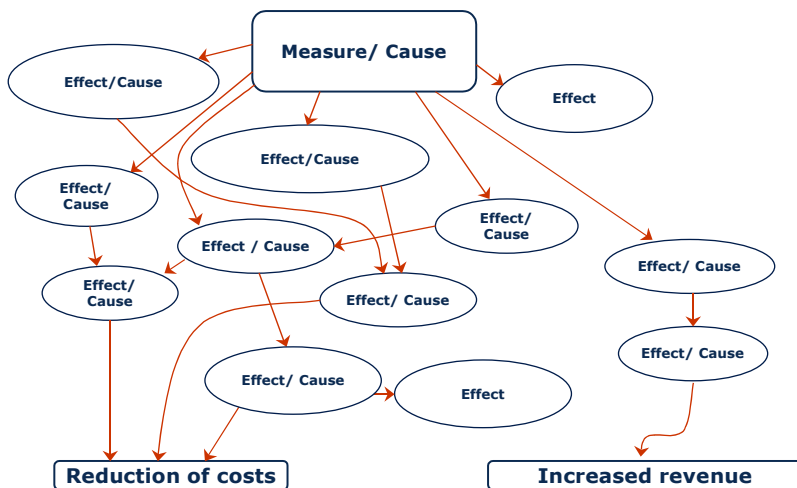 Measure/ Cause
Effect/Cause
Effect
Effect/Cause
Effect/
Cause
Effect/
Cause
Effect / Cause
Effect/ Cause
Effect/
Cause
Effect/ Cause
Effect/ Cause
Effect/ Cause
Effect
Reduction of costs
Increased revenue